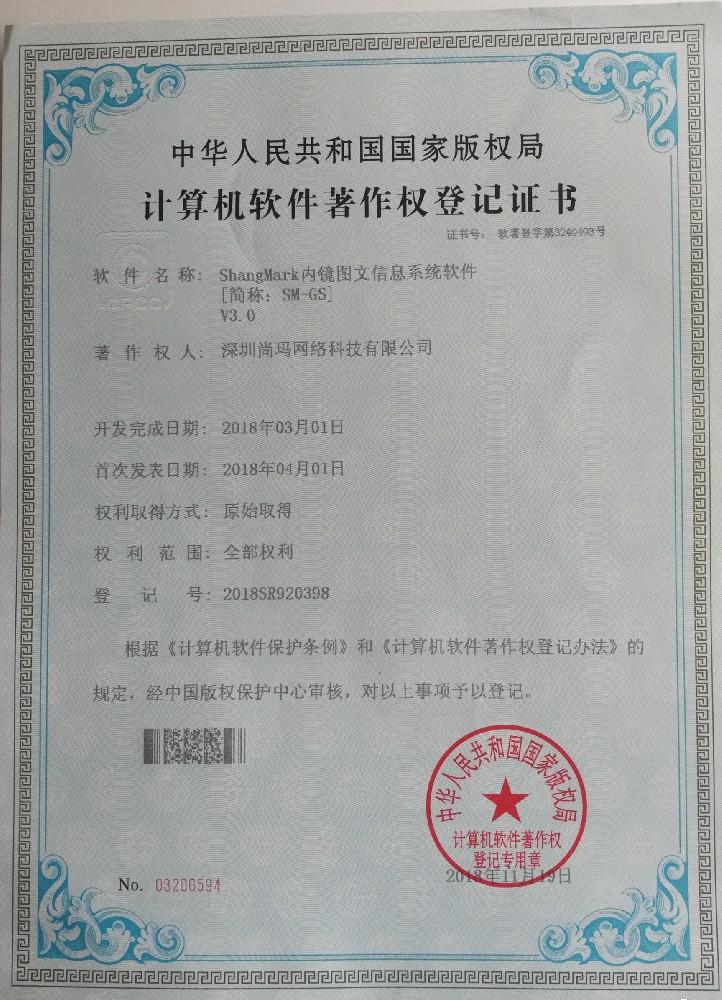 中华人民共和国国家版权局
计算机软件著作权登记证书
证书号： 软著登字第3249493号
软件名称： ShangMark内镜图文信息系统软件
[简称：SM-GS]
V3.0
著作权人： 深圳尚玛网络科技有限公司
开发完成日期： 2018年03月01日
首次发表日期： 2018年04月01日
权利取得方式： 原始取得
权利范围： 全部权利
登记号： 2018SR920398
根据《计算机软件保护条例》和《计算机软件著作权登记办法》的
规定，经中国版权保护中心审核，对以上事项予以登记。
中华人民共和国国家版权局
计算机软件著作权
登记专用章
2018年11月19日
No. 03206594